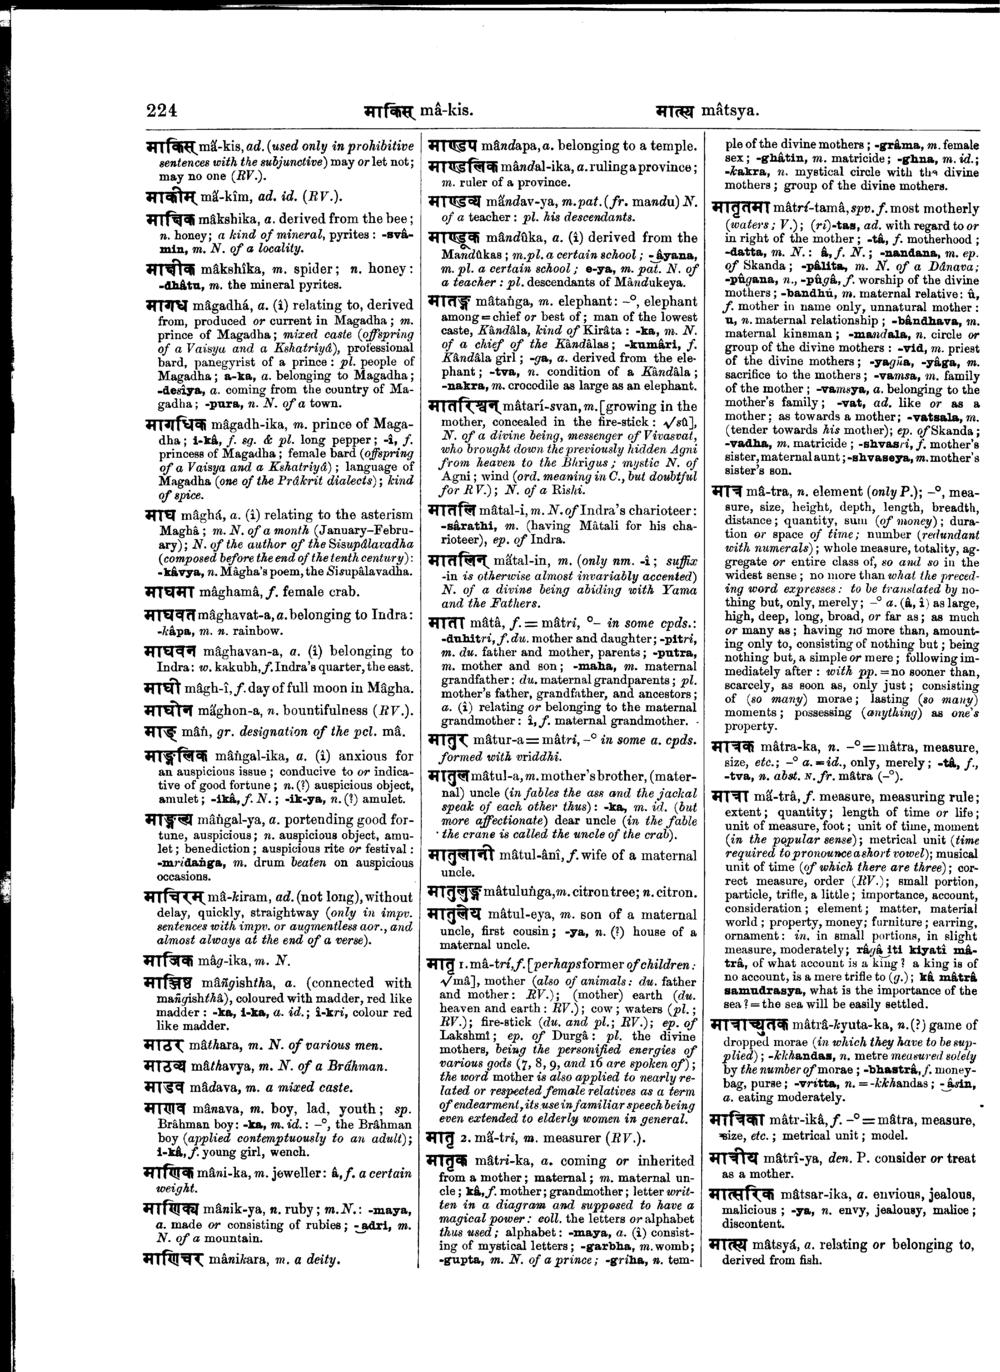 224
माकिस् mâ-kis.
मात्स्य mâtsya.
माकिस् mấ-kis, ad. (used only in prohibitive
sentences with the subjunctive) may or let not;
may no one (RV.).
माकीम् mấ-kîm, ad. id. (RV.).
माक्षिक mâkshika, a. derived from the bee;
n. honey; a kind of mineral, pyrites: -svâ-
min, m. N. of a locality.
माक्षीक mâkshîka, m. spider; n. honey:
-dhâtu, m. the mineral pyrites.
मागध mâgadhá, a. (î) relating to, derived
from, produced or current in Magadha; m.
prince of Magadha; mixed caste (offspring
of a Vaisya and a Kshatriyâ), professional
bard, panegyrist of a prince: pl. people of
Magadha; a-ka, a. belonging to Magadha;
-desîya, a. coming from the country of Ma-
gadha; -pura, n. N. of a town.
मागधिक mâgadh-ika, m. prince of Maga-
dha; i-kâ, f. sg. & pl. long pepper; -î, f.
princess of Magadha; female bard (offspring
of a Vaisya and a Kshatriyâ); language of
Magadha (one of the Prâkrit dialects); kind
of spice.
माघ mâghá, a. (î) relating to the asterism
Maghâ; m. N. of a month (January–Febru-
ary); N. of the author of the Sisupâlavadha
(composed before the end of the tenth century):
-kâvya, n. Mâgha's poem, the Sisupâlavadha.
माघमा mâghamâ, f. female crab.
माघवत mâghavat-a, a. belonging to Indra:
-kâpa, m. n. rainbow.
माघवन mâghavan-a, a. (î) belonging to
Indra: w. kakubh, f. Indra's quarter, the east.
माघी mâgh-î, f. day of full moon in Mâgha.
माघोन mấghon-a, n. bountifulness (RV.).
माङ् mâṅ, gr. designation of the pcl. mâ.
माङ्गलिक mâṅgal-ika, a. (î) anxious for
an auspicious issue; conducive to or indica-
tive of good fortune; n. (?) auspicious object,
amulet; -ikâ, f. N.; -ik-ya, n. (?) amulet.
माङ्गल्य mâṅgal-ya, a. portending good for-
tune, auspicious; n. auspicious object, amu-
let; benediction; auspicious rite or festival:
-mridaṅga, m. drum beaten on auspicious
occasions.
माचिरम् mâ-kiram, ad. (not long), without
delay, quickly, straightway (only in impv.
sentences with impv. or augmentless aor., and
almost always at the end of a verse).
माजिक mâg-ika, m. N.
माञ्जिष्ठ mâñgishtha, a. (connected with
mañgishthâ), coloured with madder, red like
madder: -ka, i-ka, a. id.; î-kri, colour red
like madder.
माठर mâthara, m. N. of various men.
माठव्य mâthavya, m. N. of a Brâhman.
माडव mâdava, m. a mixed caste.
माणव mânava, m. boy, lad, youth; sp.
Brâhman boy: -ka, m. id.: –°, the Brâhman
boy (applied contemptuously to an adult);
i-kâ, f. young girl, wench.
माणिक mâni-ka, m. jeweller: â, f. a certain
weight.
माणिक्य mânik-ya, n. ruby; m. N.: -maya,
a. made or consisting of rubies; -adri, m.
N. of a mountain.
माणिचर mânikara, m. a deity.
माण्डप mândapa, a. belonging to a temple.
माण्डलिक mândal-ika, a. ruling a province;
m. ruler of a province.
माण्डव्य mấndav-ya, m. pat. (fr. mandu) N.
of a teacher: pl. his descendants.
माण्डूक mândûka, a. (î) derived from the
Mandûkas; m. pl. a certain school; -âyana,
m. pl. a certain school; e-ya, m. pat. N. of
a teacher: pl. descendants of Mândukeya.
मातङ्ग mâtaṅga, m. elephant: –°, elephant
among = chief or best of; man of the lowest
caste, Kândâla, kind of Kirâta: -ka, m. N.
of a chief of the Kândâlas; -kumârî, f.
Kândâla girl; -ga, a. derived from the ele-
phant; -tva, n. condition of a Kândâla;
-nakra, m. crocodile as large as an elephant.
मातरिश्वन् mâtarí-svan, m. [growing in the
mother, concealed in the fire-stick: √sû],
N. of a divine being, messenger of Vivasvat,
who brought down the previously hidden Agni
from heaven to the Bhrigus; mystic N. of
Agni; wind (ord. meaning in C., but doubtful
for RV.); N. of a Rishi.
मातलि mâtal-i, m. N. of Indra's charioteer:
-sârathi, m. (having Mâtali for his cha-
rioteer), ep. of Indra.
मातलिन् mấtal-in, m. (only nm. -î; suffix
-in is otherwise almost invariably accented)
N. of a divine being abiding with Yama
and the Fathers.
माता mâtâ, f. = mâtri, °– in some cpds.:
-duhitri, f. du. mother and daughter; -pitri,
m. du. father and mother, parents; -putra,
m. mother and son; -maha, m. maternal
grandfather: du. maternal grandparents; pl.
mother's father, grandfather, and ancestors;
a. (î) relating or belonging to the maternal
grandmother: î, f. maternal grandmother.
मातुर mâtur-a = mâtri, –° in some a. cpds.
formed with vriddhi.
मातुल mâtul-a, m. mother's brother, (mater-
nal) uncle (in fables the ass and the jackal
speak of each other thus): -ka, m. id. (but
more affectionate) dear uncle (in the fable
the crane is called the uncle of the crab).
मातुलानी mâtul-ânî, f. wife of a maternal
uncle.
मातुलुङ्ग mâtuluṅga, m. citron tree; n. citron.
मातुलेय mâtul-eya, m. son of a maternal
uncle, first cousin; -ya, n. (?) house of a
maternal uncle.
मातृ 1. mâ-trí, f. [perhaps former of children:
√mâ], mother (also of animals: du. father
and mother: RV.); (mother) earth (du.
heaven and earth: RV.); cow; waters (pl.;
RV.); fire-stick (du. and pl.; RV.); ep. of
Lakshmî; ep. of Durgâ: pl. the divine
mothers, being the personified energies of
various gods (7, 8, 9, and 16 are spoken of);
the word mother is also applied to nearly re-
lated or respected female relatives as a term
of endearment, its use in familiar speech being
even extended to elderly women in general.
मातृ 2. mấ-tri, m. measurer (RV.).
मातृक mâtri-ka, a. coming or inherited
from a mother; maternal; m. maternal un-
cle; kâ, f. mother; grandmother; letter writ-
ten in a diagram and supposed to have a
magical power: coll. the letters or alphabet
thus used; alphabet: -maya, a. (î) consist-
ing of mystical letters; -garbha, m. womb;
-gupta, m. N. of a prince; -griha, n. tem-
ple of the divine mothers; -grâma, m. female
sex; -ghâtin, m. matricide; -ghna, m. id.;
-kakra, n. mystical circle with the divine
mothers; group of the divine mothers.
मातृतमा mâtrí-tamâ, spv. f. most motherly
(waters; V.); (ri)-tas, ad. with regard to or
in right of the mother; -tâ, f. motherhood;
-datta, m. N.: â, f. N.; -nandana, m. ep.
of Skanda; -pâlita, m. N. of a Dânava;
-pûgana, n., -pûgâ, f. worship of the divine
mothers; -bandhú, m. maternal relative: û,
f. mother in name only, unnatural mother:
u, n. maternal relationship; -bândhava, m.
maternal kinsman; -mandala, n. circle or
group of the divine mothers: -vid, m. priest
of the divine mothers; -yagña, -yâga, m.
sacrifice to the mothers; -vamsa, m. family
of the mother; -vamsya, a. belonging to the
mother's family; -vat, ad. like or as a
mother; as towards a mother; -vatsala, m.
(tender towards his mother); ep. of Skanda;
-vadha, m. matricide; -shvasri, f. mother's
sister, maternal aunt; -shvaseya, m. mother's
sister's son.
मात्र mâ-tra, n. element (only P.); –°, mea-
sure, size, height, depth, length, breadth,
distance; quantity, sum (of money); dura-
tion or space of time; number (redundant
with numerals); whole measure, totality, ag-
gregate or entire class of, so and so in the
widest sense; no more than what the preced-
ing word expresses: to be translated by no-
thing but, only, merely; –° a. (â, î) as large,
high, deep, long, broad, or far as; as much
or many as; having no more than, amount-
ing only to, consisting of nothing but; being
nothing but, a simple or mere; following im-
mediately after: with pp. = no sooner than,
scarcely, as soon as, only just; consisting
of (so many) morae; lasting (so many)
moments; possessing (anything) as one's
property.
मात्रक mâtra-ka, n. –° = mâtra, measure,
size, etc.; –° a. = id., only, merely; -tâ, f.,
-tva, n. abst. N. fr. mâtra (–°).
मात्रा mấ-trâ, f. measure, measuring rule;
extent; quantity; length of time or life;
unit of measure, foot; unit of time, moment
(in the popular sense); metrical unit (time
required to pronounce a short vowel); musical
unit of time (of which there are three); cor-
rect measure, order (RV.); small portion,
particle, trifle, a little; importance, account,
consideration; element; matter, material
world; property, money; furniture; earring,
ornament: in. in small portions, in slight
measure, moderately; râgâ iti kiyatî mâ-
trâ, of what account is a king? a king is of
no account, is a mere trifle to (g.); kâ mâtrâ
samudrasya, what is the importance of the
sea? = the sea will be easily settled.
मात्राच्युतक mâtrâ-kyuta-ka, n. (?) game of
dropped morae (in which they have to be sup-
plied); -kkhandas, n. metre measured solely
by the number of morae; -bhastrâ, f. money-
bag, purse; -vritta, n. = -kkhandas; -âsin,
a. eating moderately.
मात्रिका mâtr-ikâ, f. –° = mâtra, measure,
size, etc.; metrical unit; model.
मात्रीय mâtrî-ya, den. P. consider or treat
as a mother.
मात्सरिक mâtsar-ika, a. envious, jealous,
malicious; -ya, n. envy, jealousy, malice;
discontent.
मात्स्य mâtsyá, a. relating or belonging to,
derived from fish.